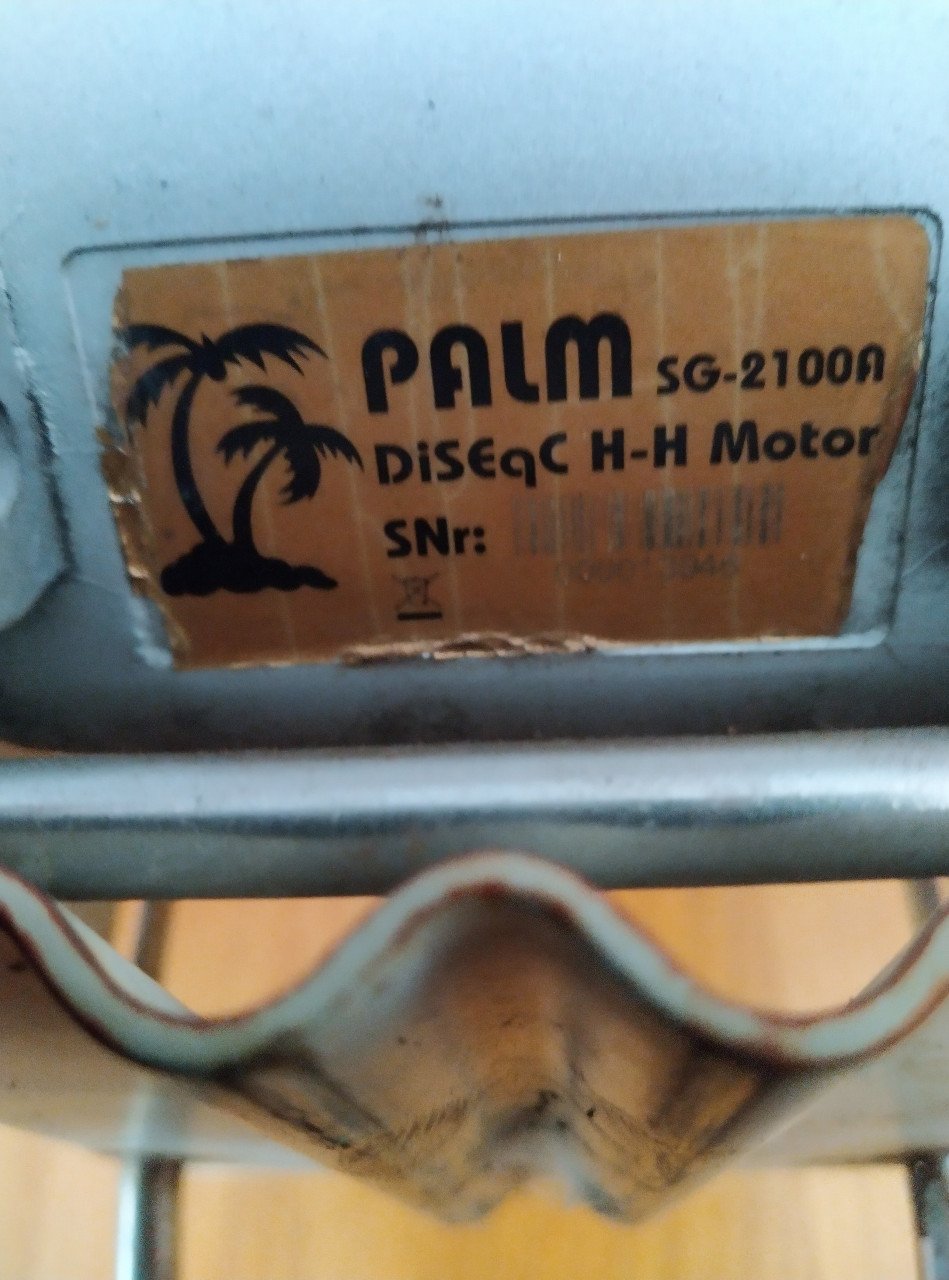 PALM SG-2100A
DiSEqC H-H Motor
SNr: